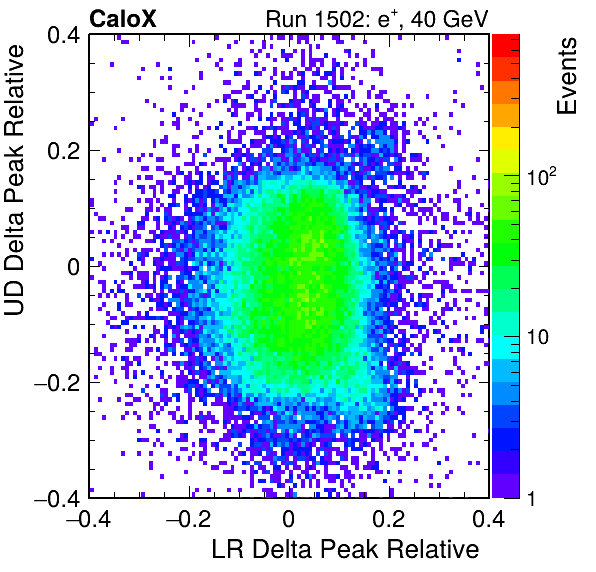 CaloX Run 1502: e⁺, 40 GeV
Events
UD Delta Peak Relative
0.4
0.2
0
−0.2
−0.4
10²
10
1
−0.4 −0.2 0 0.2 0.4
LR Delta Peak Relative